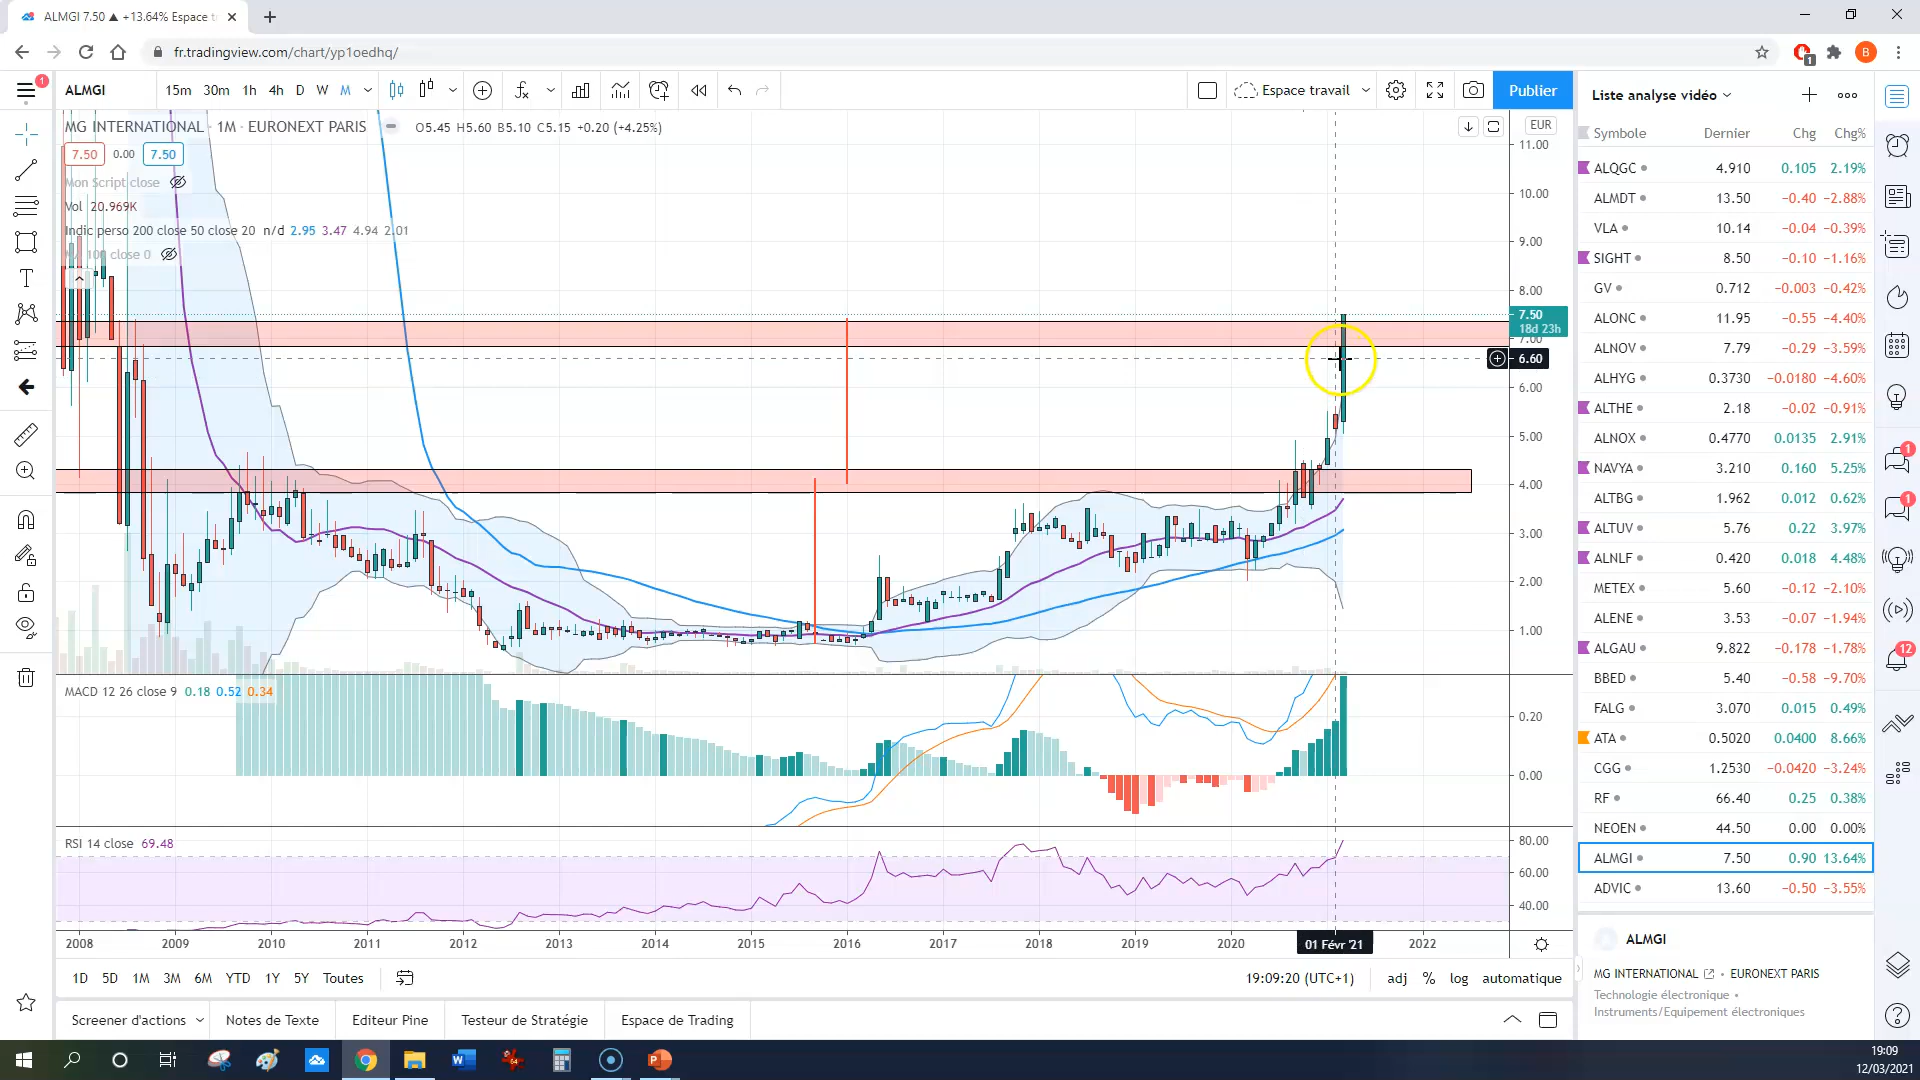 ALMGI 7.50 ▲ +13.64% Espace t
fr.tradingview.com/chart/yp1oedhq/
B
1
1
ALMGI
15m 30m 1h 4h D W M
Espace travail
Publier
MG INTERNATIONAL · 1M · EURONEXT PARIS
O5.45 H5.60 B5.10 C5.15 +0.20 (+4.25%)
7.50 0.00 7.50
Mon Script close
Vol 20.969K
Indic perso 200 close 50 close 20 n/d 2.95 3.47 4.94 2.01
MA 100 close 0
EUR
11.00
10.00
9.00
8.00
7.50
18d 23h
7.00
6.60
6.00
5.00
4.00
3.00
2.00
1.00
MACD 12 26 close 9 0.18 0.52 0.34
0.20
0.00
RSI 14 close 69.48
80.00
60.00
40.00
2008 2009 2010 2011 2012 2013 2014 2015 2016 2017 2018 2019 2020 01 Févr '21 2022
1D 5D 1M 3M 6M YTD 1Y 5Y Toutes
19:09:20 (UTC+1) adj % log automatique
Screener d'actions Notes de Texte Editeur Pine Testeur de Stratégie Espace de Trading
Liste analyse vidéo
Symbole Dernier Chg Chg%
ALQGC 4.910 0.105 2.19%
ALMDT 13.50 −0.40 −2.88%
VLA 10.14 −0.04 −0.39%
SIGHT 8.50 −0.10 −1.16%
GV 0.712 −0.003 −0.42%
ALONC 11.95 −0.55 −4.40%
ALNOV 7.79 −0.29 −3.59%
ALHYG 0.3730 −0.0180 −4.60%
ALTHE 2.18 −0.02 −0.91%
ALNOX 0.4770 0.0135 2.91%
NAVYA 3.210 0.160 5.25%
ALTBG 1.962 0.012 0.62%
ALTUV 5.76 0.22 3.97%
ALNLF 0.420 0.018 4.48%
METEX 5.60 −0.12 −2.10%
ALENE 3.53 −0.07 −1.94%
ALGAU 9.822 −0.178 −1.78%
BBED 5.40 −0.58 −9.70%
FALG 3.070 0.015 0.49%
ATA 0.5020 0.0400 8.66%
CGG 1.2530 −0.0420 −3.24%
RF 66.40 0.25 0.38%
NEOEN 44.50 0.00 0.00%
ALMGI 7.50 0.90 13.64%
ADVIC 13.60 −0.50 −3.55%
ALMGI
MG INTERNATIONAL • EURONEXT PARIS
Technologie électronique •
Instruments/Equipement électroniques
1
1
12
19:09
12/03/2021